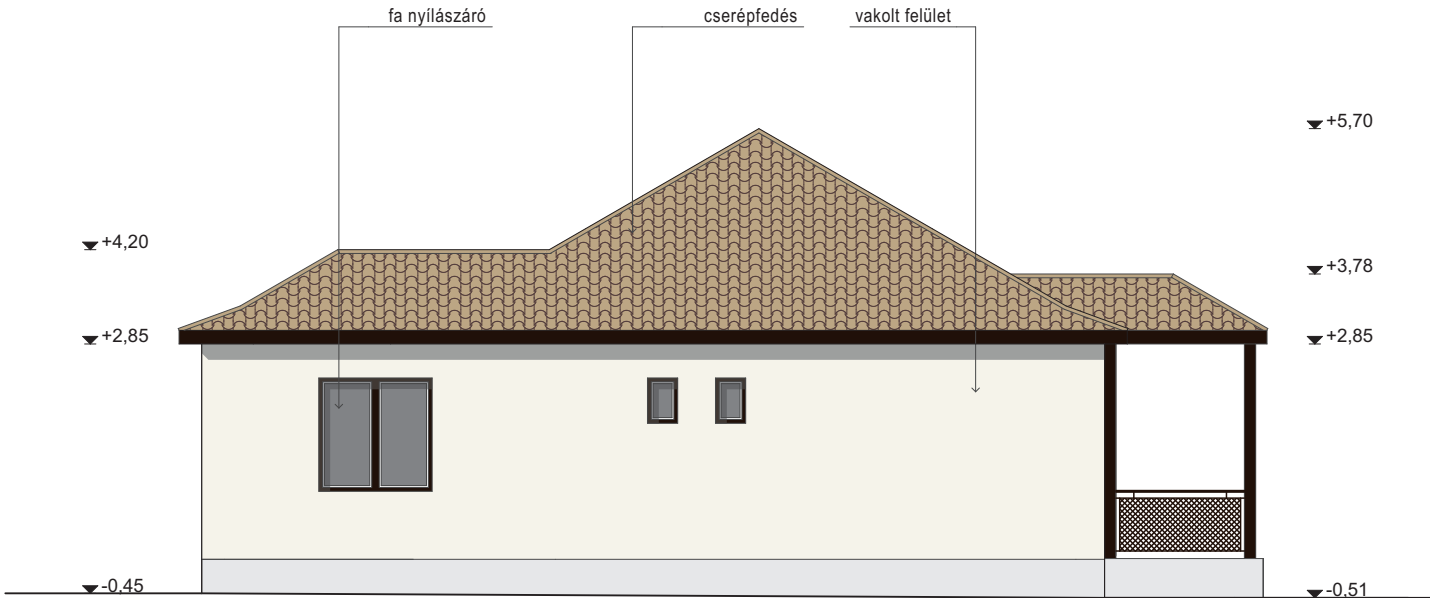 fa nyílászáró
cserépfedés
vakolt felület
+5,70
+4,20
+3,78
+2,85
+2,85
-0,45
-0,51